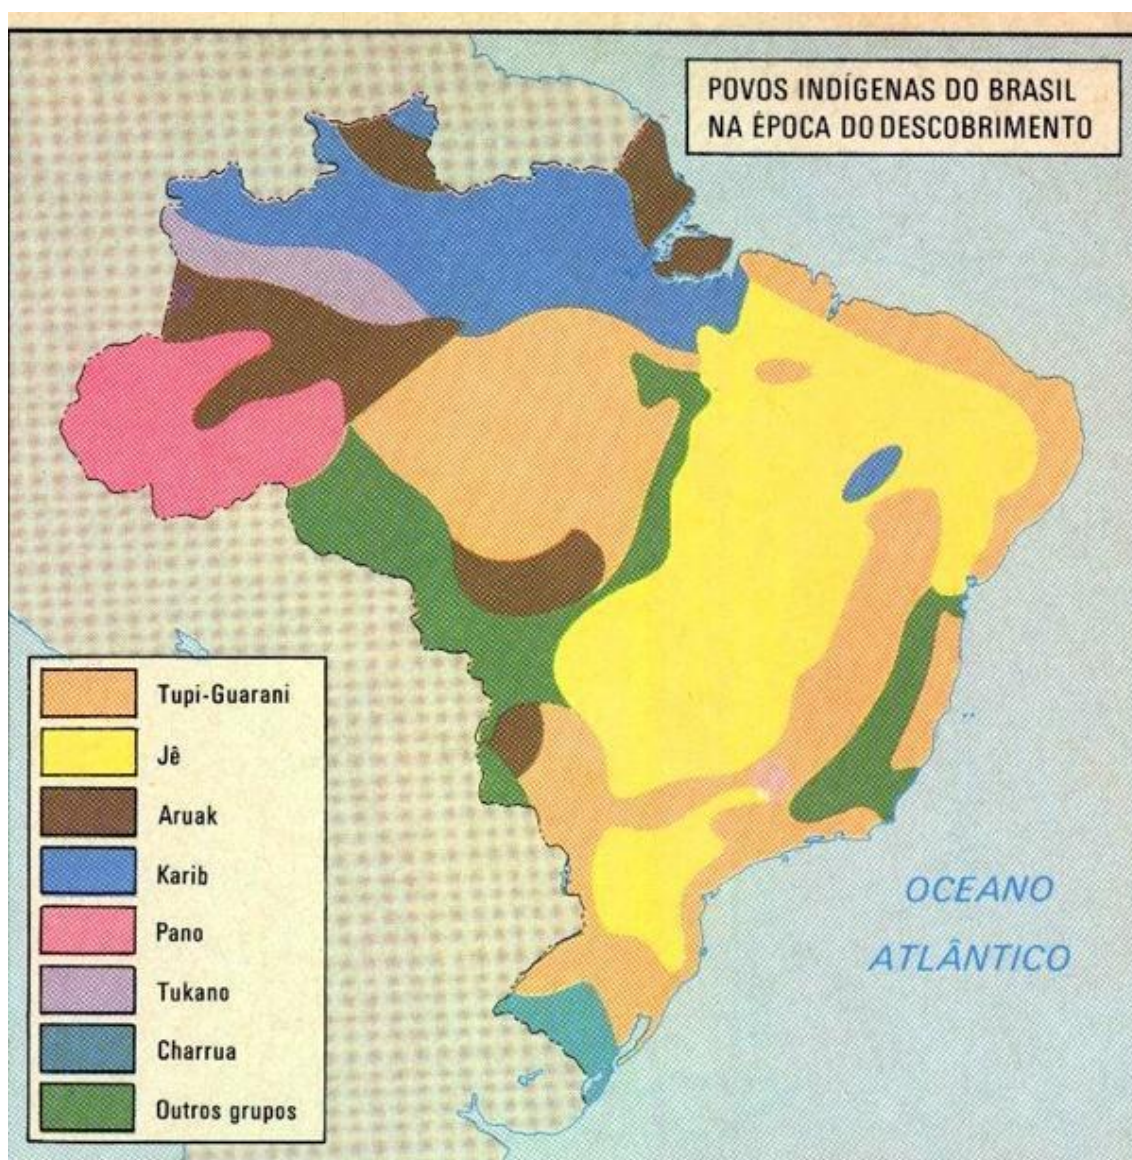 POVOS INDÍGENAS DO BRASIL
NA ÉPOCA DO DESCOBRIMENTO
Tupi-Guarani
Jê
Aruak
Karib
Pano
Tukano
Charrua
Outros grupos
OCEANO
ATLÂNTICO